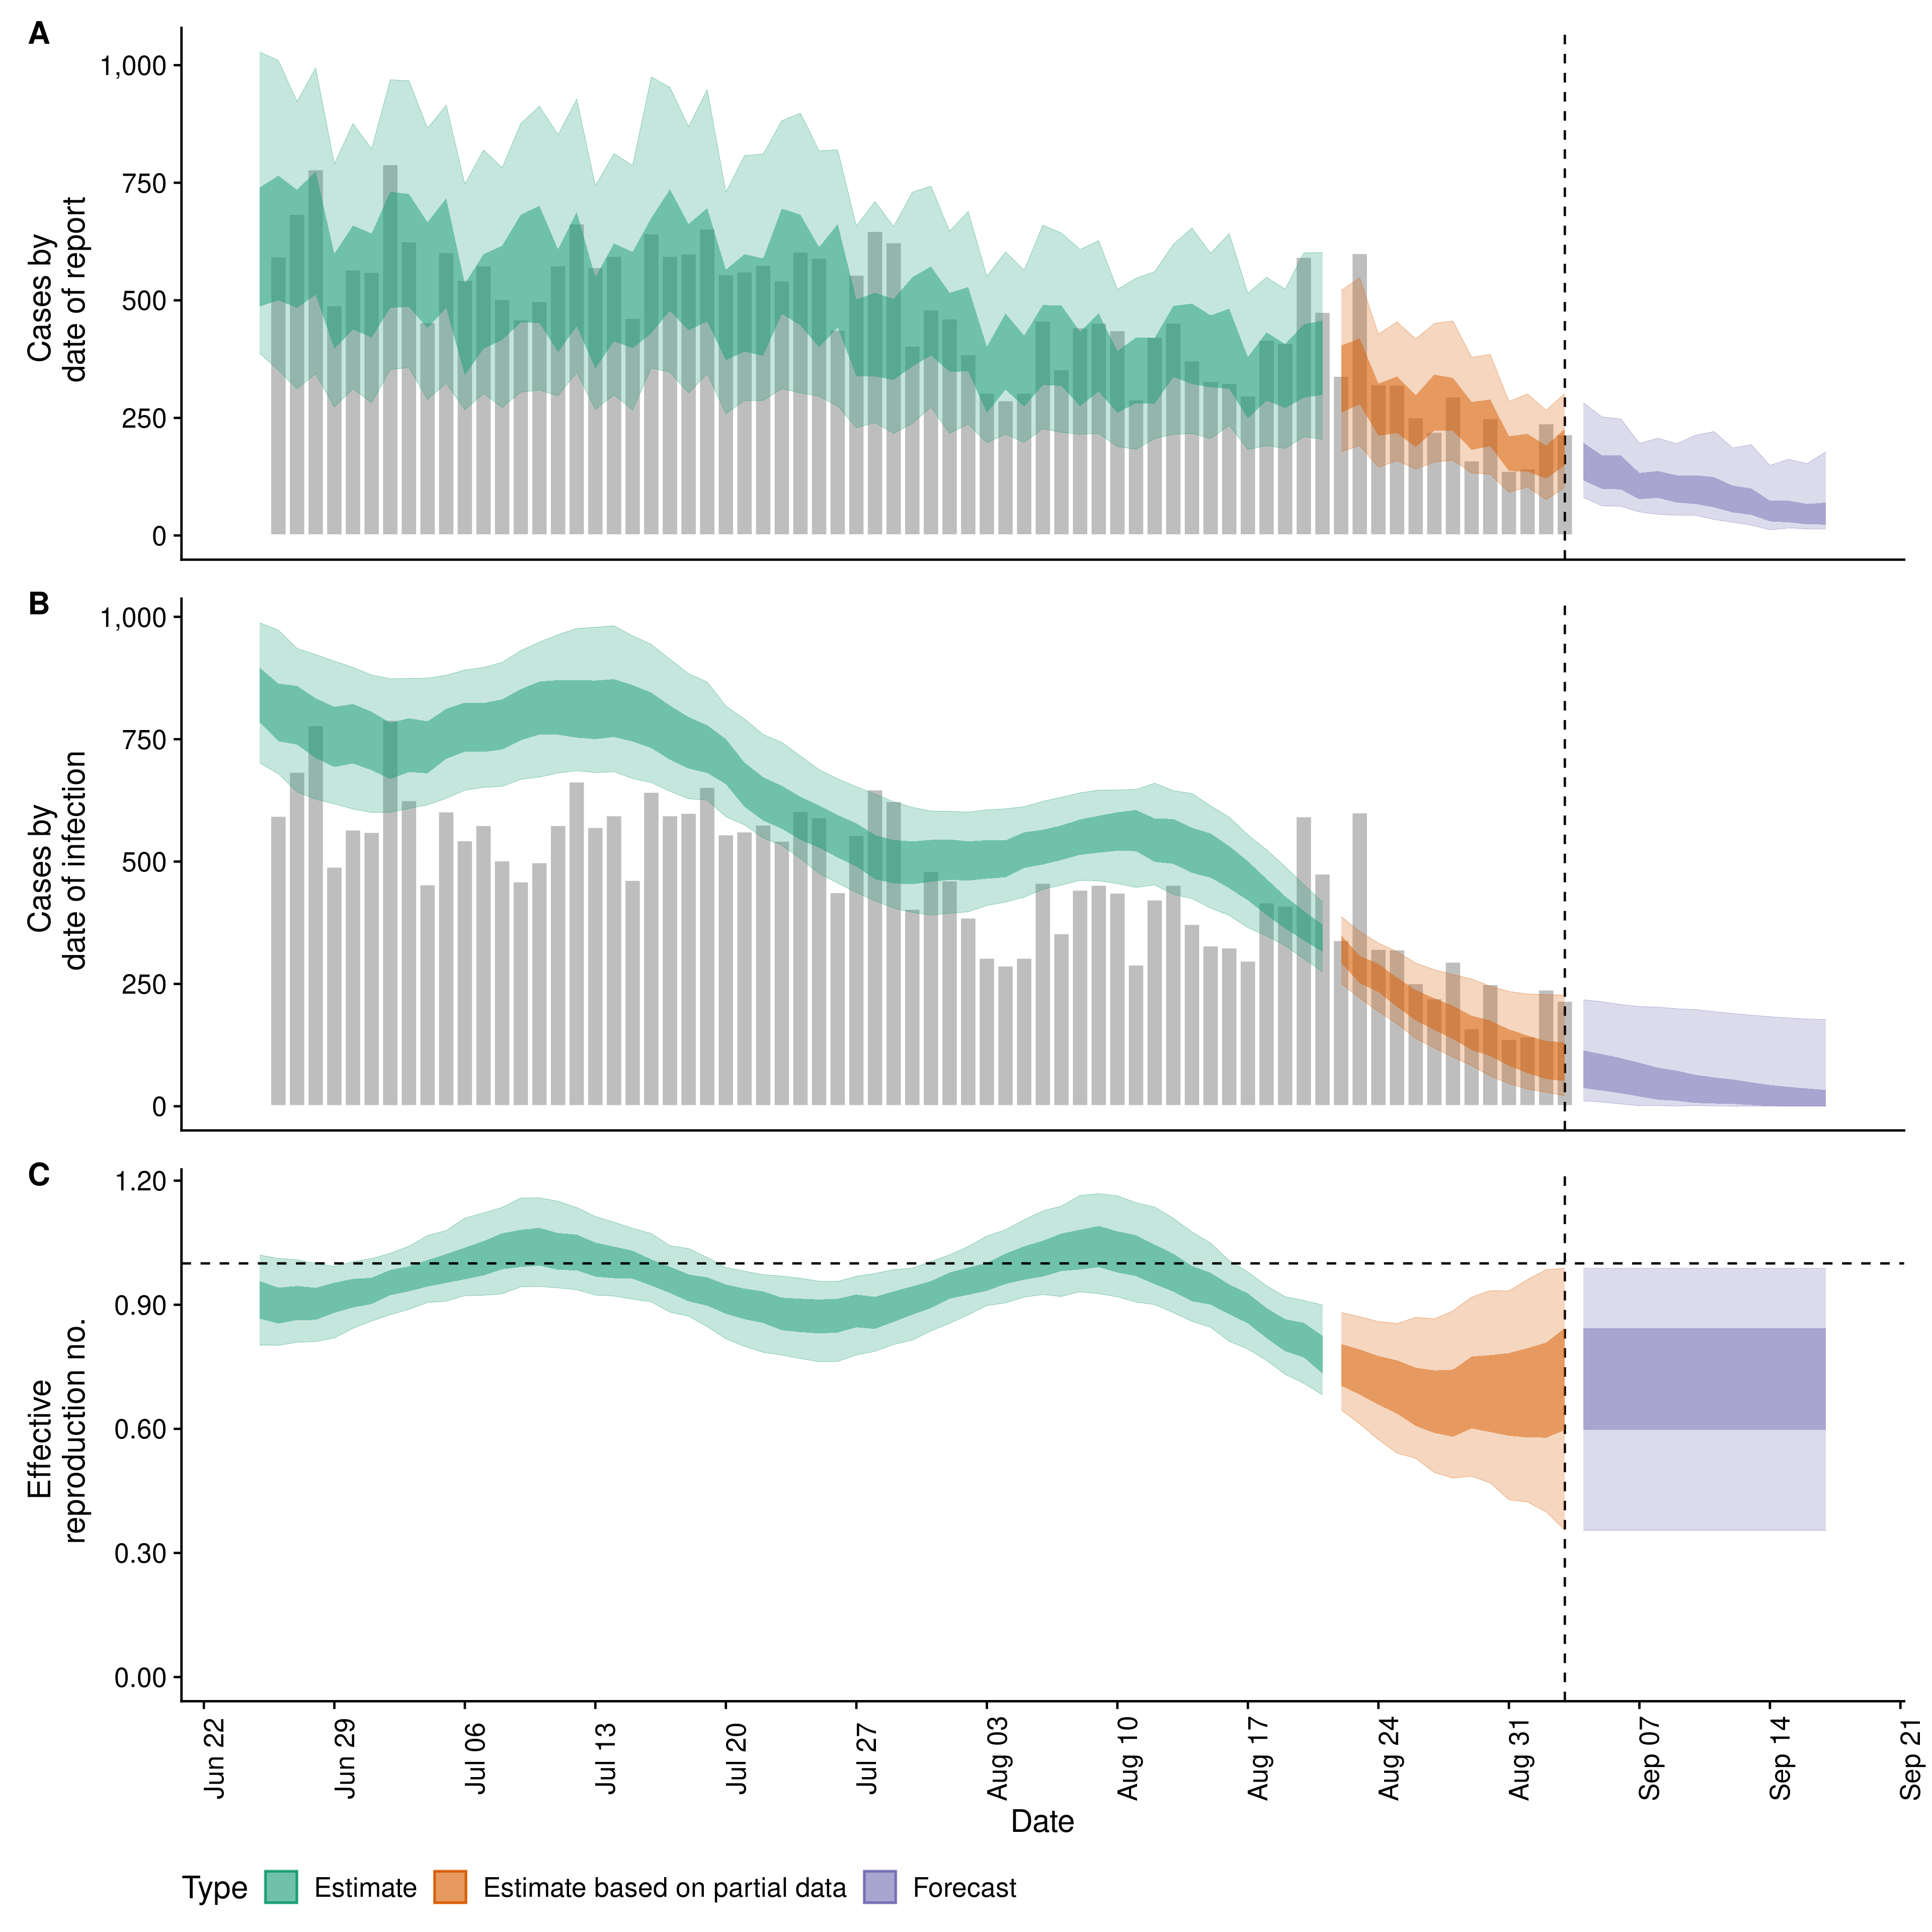 A
1,000
750
500
250
0
Cases by
date of report
B
1,000
750
500
250
0
Cases by
date of infection
C
1.20
0.90
0.60
0.30
0.00
Effective
reproduction no.
Jun 22
Jun 29
Jul 06
Jul 13
Jul 20
Jul 27
Aug 03
Aug 10
Aug 17
Aug 24
Aug 31
Sep 07
Sep 14
Sep 21
Date
Type Estimate Estimate based on partial data Forecast